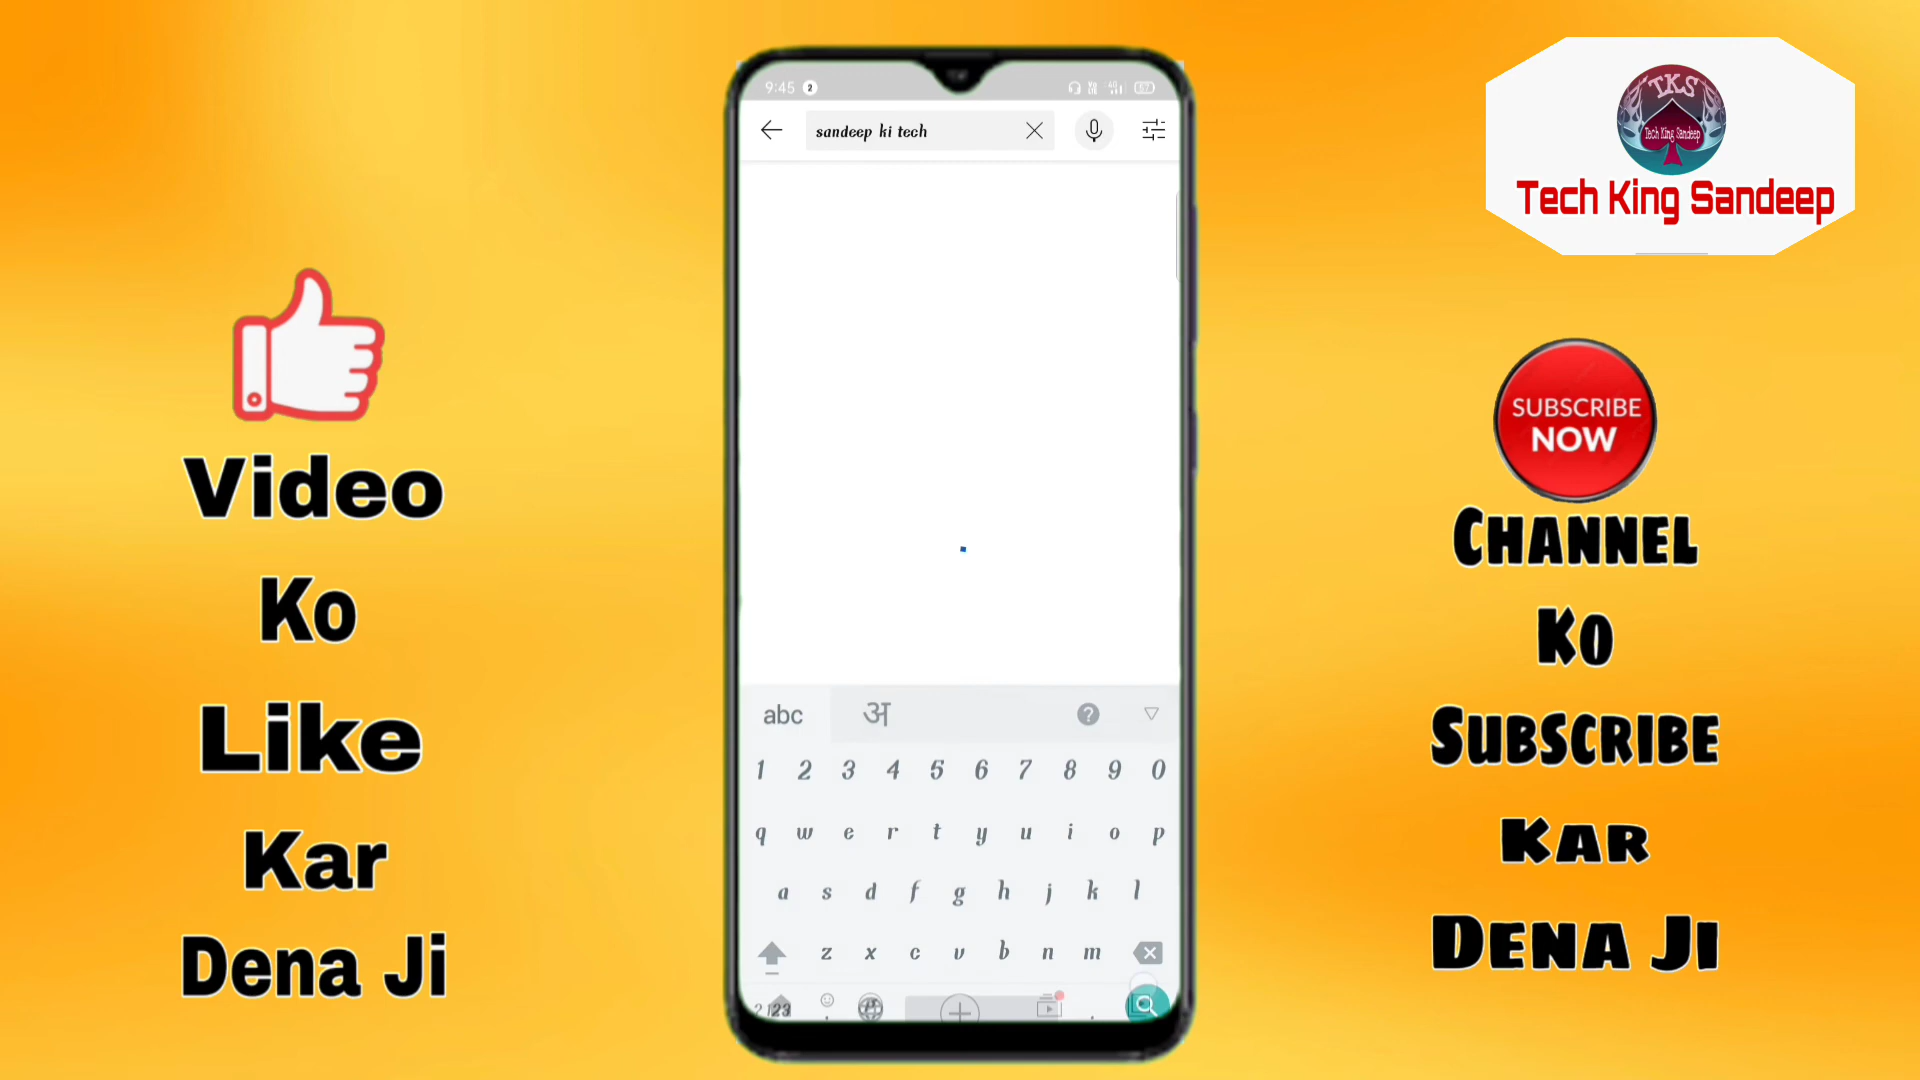 9:45 2
sandeep ki tech
TKS
Tech King Sandeep
Tech King Sandeep
Video
Ko
Like
Kar
Dena Ji
SUBSCRIBE
NOW
CHANNEL
KO
SUBSCRIBE
KAR
DENA JI
abc अ ?
1 2 3 4 5 6 7 8 9 0
q w e r t y u i o p
a s d f g h j k l
z x c v b n m